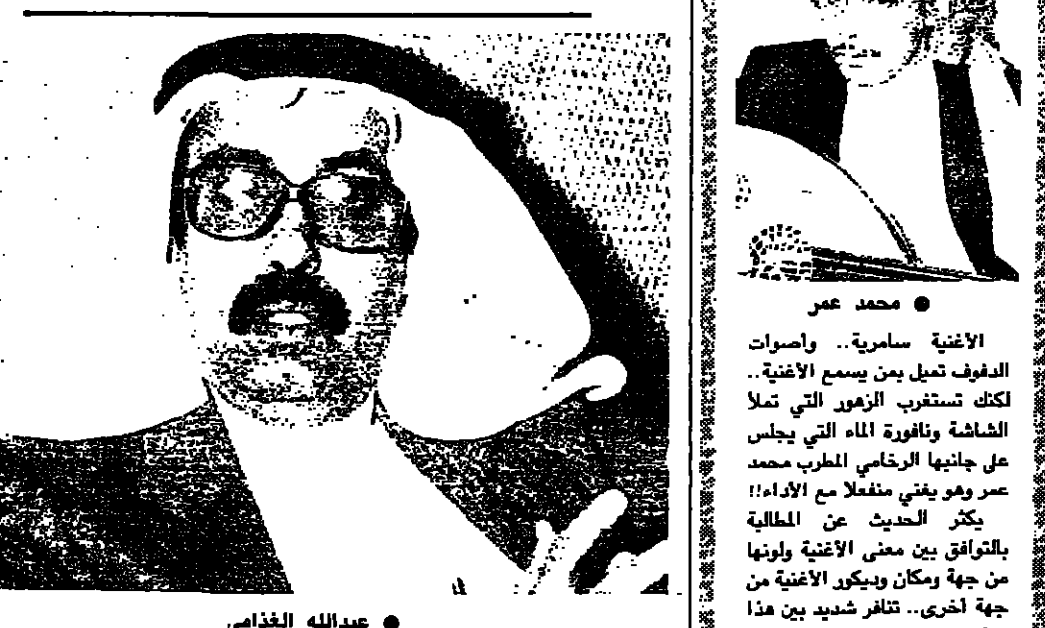 ● محمد عمر
الأغنية سامرية.. وأصوات
الدفوف تميل بمن يسمع الأغنية..
لكنك تستغرب الزهور التي تملأ
الشاشة ونافورة الماء التي يجلس
على جانبها الرخامي المطرب محمد
عمر وهو يغني منفعلا مع الأداء!!
يكثر الحديث عن المطالبة
بالتوافق بين معنى الأغنية ولونها
من جهة ومكان وديكور الأغنية من
جهة أخرى.. تنافر شديد بين هذا
● عبدالله الغذامي